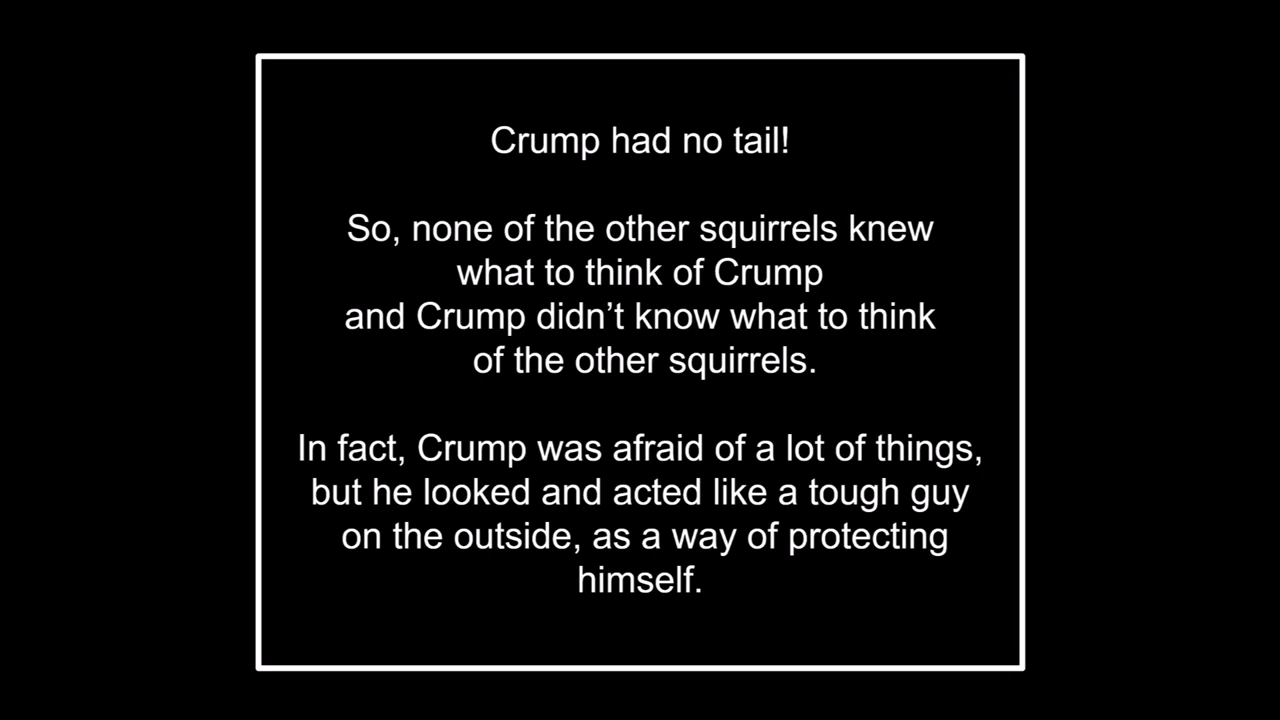 Crump had no tail!
So, none of the other squirrels knew
what to think of Crump
and Crump didn’t know what to think
of the other squirrels.
In fact, Crump was afraid of a lot of things,
but he looked and acted like a tough guy
on the outside, as a way of protecting
himself.